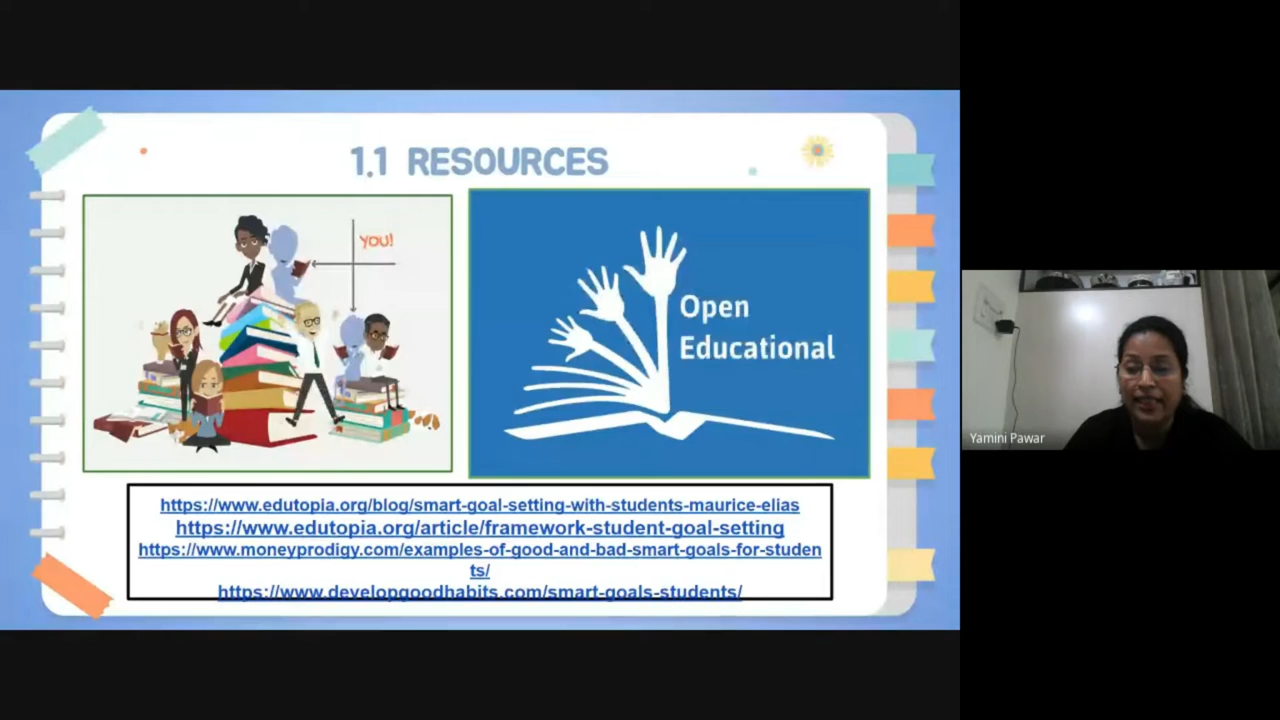 1.1 RESOURCES
YOU!
Open
Educational
https://www.edutopia.org/blog/smart-goal-setting-with-students-maurice-elias
https://www.edutopia.org/article/framework-student-goal-setting
https://www.moneyprodigy.com/examples-of-good-and-bad-smart-goals-for-studen
ts/
https://www.developgoodhabits.com/smart-goals-students/
Yamini Pawar